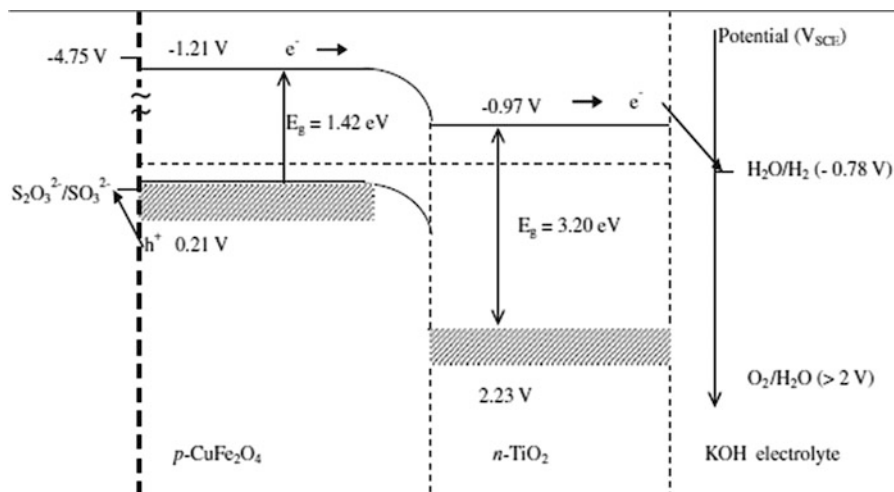 -4.75 V
-1.21 V
e⁻
Potential (V_SCE)
-0.97 V
e⁻
E_g = 1.42 eV
H₂O/H₂ (- 0.78 V)
S₂O₃²⁻/SO₃²⁻
h⁺ 0.21 V
E_g = 3.20 eV
O₂/H₂O (> 2 V)
2.23 V
p-CuFe₂O₄
n-TiO₂
KOH electrolyte